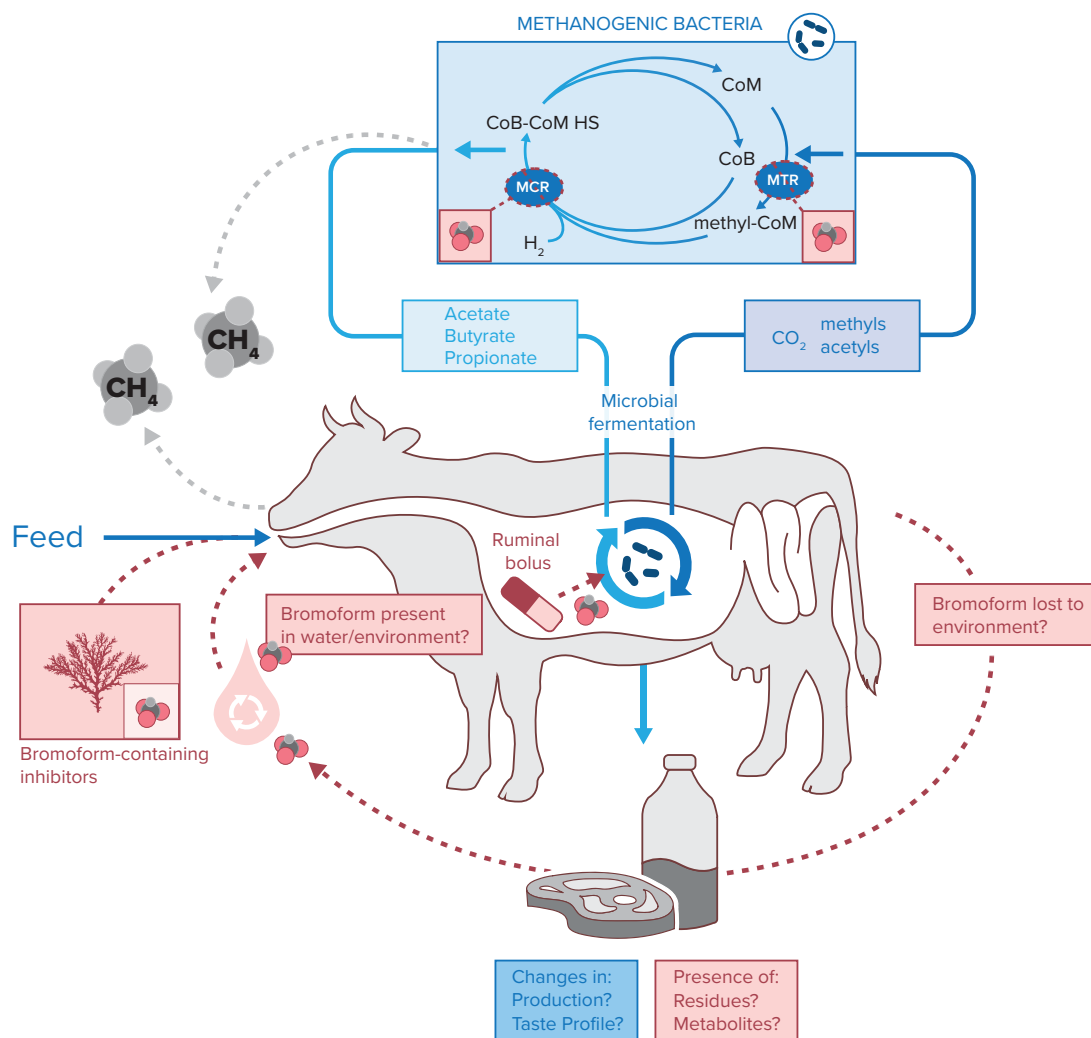 METHANOGENIC BACTERIA
CoM
CoB-CoM HS
CoB
MCR
MTR
methyl-CoM
H₂
Acetate
Butyrate
Propionate
CO₂
methyls
acetyls
CH₄
CH₄
Microbial
fermentation
Feed
Ruminal
bolus
Bromoform present
in water/environment?
Bromoform lost to
environment?
Bromoform-containing
inhibitors
Changes in:
Production?
Taste Profile?
Presence of:
Residues?
Metabolites?